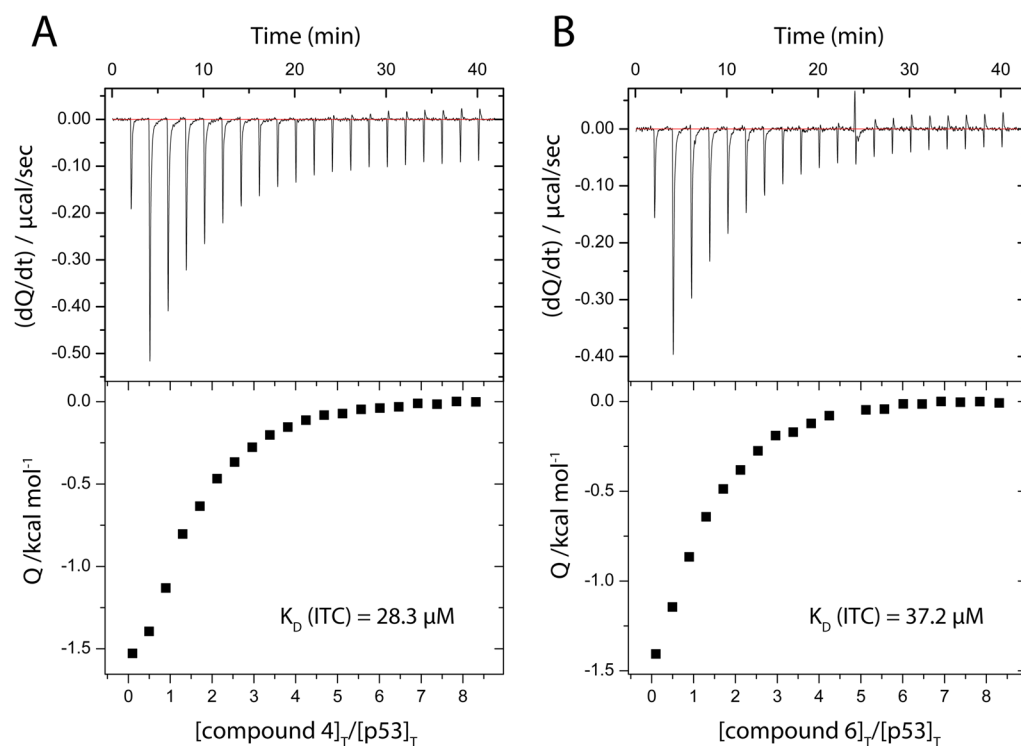 A
Time (min)
0 10 20 30 40
0.00
-0.10
-0.20
-0.30
-0.40
-0.50
(dQ/dt) / μcal/sec
0.0
-0.5
-1.0
-1.5
Q /kcal mol-1
KD (ITC) = 28.3 μM
0 1 2 3 4 5 6 7 8
[compound 4]T/[p53]T
B
Time (min)
0 10 20 30 40
0.00
-0.10
-0.20
-0.30
-0.40
(dQ/dt) / μcal/sec
0.0
-0.5
-1.0
-1.5
Q /kcal mol-1
KD (ITC) = 37.2 μM
0 1 2 3 4 5 6 7 8
[compound 6]T/[p53]T